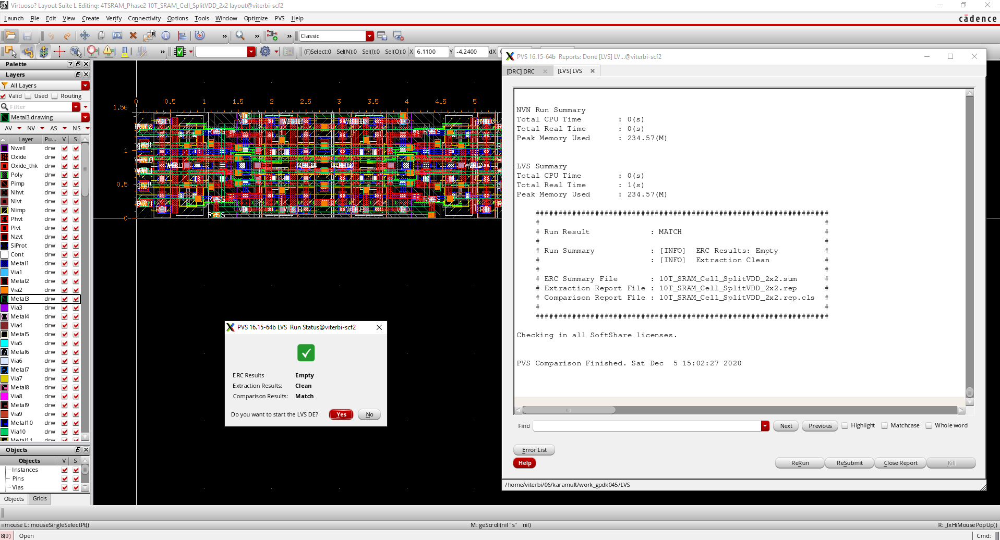 Virtuoso? Layout Suite L Editing: 4TSRAM_Phase2 10T_SRAM_Cell_SplitVDD_2x2 layout@viterbi-scf2
Launch File Edit View Create Verify Connectivity Options Tools Window Optimize PVS Help
cādence
» » » Classic
» (F)Select:0 Sel(N):0 Sel(I):0 Sel(O):0 X 6.1100 Y -4.2400 dX
Palette
Layers
All Layers
Valid Used Routing
Filter
Metal3 drawing
AV NV AS NS
Layer Pu... V S
Nwell drw
Oxide drw
Oxide_thk drw
Poly drw
Pimp drw
Nhvt drw
Nlvt drw
Nimp drw
Phvt drw
Plvt drw
Nzvt drw
SiProt drw
Cont drw
Metal1 drw
Via1 drw
Metal2 drw
Via2 drw
Metal3 drw
Via3 drw
Metal4 drw
Via4 drw
Metal5 drw
Via5 drw
Metal6 drw
Via6 drw
Metal7 drw
Via7 drw
Metal8 drw
Via8 drw
Metal9 drw
Via9 drw
Metal10 drw
Via10 drw
Metal11 drw
Objects
Objects V S
Instances
Pins
Vias
Objects Grids
0 0.5 1 1.5 2 2.5 3 3.5 4 4.5 5
1.56
1
0.5
0
PVS 16.15-64b LVS Run Status@viterbi-scf2
ERC Results Empty
Extraction Results: Clean
Comparison Results: Match
Do you want to start the LVS DE? Yes No
PVS 16.15-64b Reports: Done [LVS] LV...@viterbi-scf2
[DRC] DRC [LVS] LVS
NVN Run Summary
Total CPU Time : 0(s)
Total Real Time : 0(s)
Peak Memory Used : 234.57(M)
LVS Summary
Total CPU Time : 0(s)
Total Real Time : 1(s)
Peak Memory Used : 234.57(M)
################################################################
# #
# Run Result : MATCH #
# #
# Run Summary : [INFO] ERC Results: Empty #
# : [INFO] Extraction Clean #
# #
# ERC Summary File : 10T_SRAM_Cell_SplitVDD_2x2.sum #
# Extraction Report File : 10T_SRAM_Cell_SplitVDD_2x2.rep #
# Comparison Report File : 10T_SRAM_Cell_SplitVDD_2x2.rep.cls #
# #
################################################################
Checking in all SoftShare licenses.
PVS Comparison Finished. Sat Dec 5 15:02:27 2020
Find Next Previous Highlight Matchcase Whole word
Error List
Help ReRun ReSubmit Close Report Kill
/home/viterbi/06/karamuft/work_gpdk045/LVS
mouse L: mouseSingleSelectPt() M: geScroll(nil "s" nil) R: _lxHiMousePopUp()
8(9) Open Cmd: